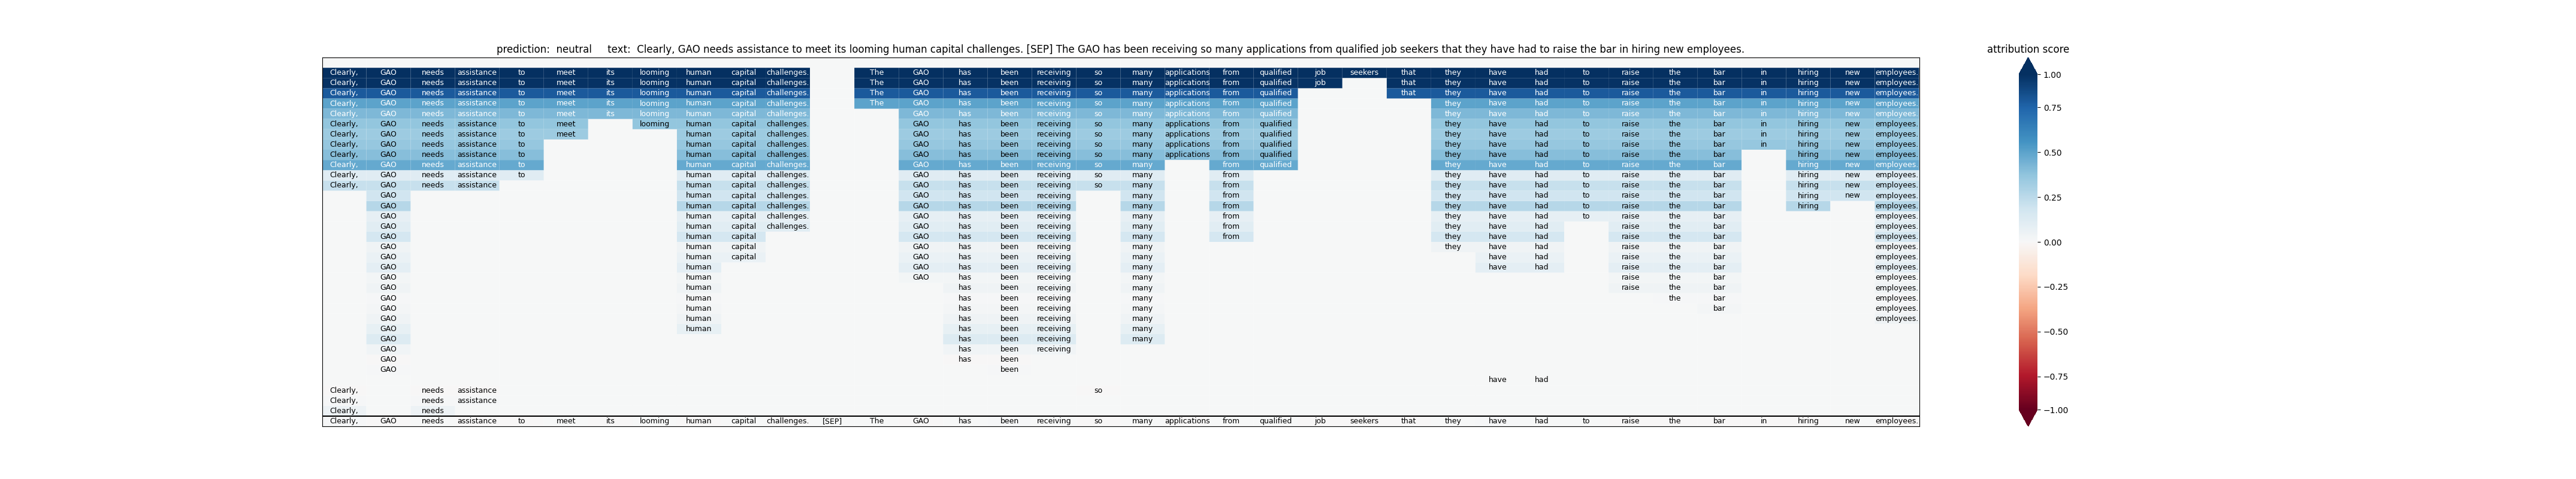 prediction: neutral text: Clearly, GAO needs assistance to meet its looming human capital challenges. [SEP] The GAO has been receiving so many applications from qualified job seekers that they have had to raise the bar in hiring new employees.
Clearly, GAO needs assistance to meet its looming human capital challenges. The GAO has been receiving so many applications from qualified job seekers that they have had to raise the bar in hiring new employees.
Clearly, GAO needs assistance to meet its looming human capital challenges. The GAO has been receiving so many applications from qualified job that they have had to raise the bar in hiring new employees.
Clearly, GAO needs assistance to meet its looming human capital challenges. The GAO has been receiving so many applications from qualified that they have had to raise the bar in hiring new employees.
Clearly, GAO needs assistance to meet its looming human capital challenges. The GAO has been receiving so many applications from qualified they have had to raise the bar in hiring new employees.
Clearly, GAO needs assistance to meet its looming human capital challenges. GAO has been receiving so many applications from qualified they have had to raise the bar in hiring new employees.
Clearly, GAO needs assistance to meet looming human capital challenges. GAO has been receiving so many applications from qualified they have had to raise the bar in hiring new employees.
Clearly, GAO needs assistance to meet human capital challenges. GAO has been receiving so many applications from qualified they have had to raise the bar in hiring new employees.
Clearly, GAO needs assistance to human capital challenges. GAO has been receiving so many applications from qualified they have had to raise the bar in hiring new employees.
Clearly, GAO needs assistance to human capital challenges. GAO has been receiving so many applications from qualified they have had to raise the bar hiring new employees.
Clearly, GAO needs assistance to human capital challenges. GAO has been receiving so many from qualified they have had to raise the bar hiring new employees.
Clearly, GAO needs assistance to human capital challenges. GAO has been receiving so many from they have had to raise the bar hiring new employees.
Clearly, GAO needs assistance human capital challenges. GAO has been receiving so many from they have had to raise the bar hiring new employees.
GAO human capital challenges. GAO has been receiving many from they have had to raise the bar hiring new employees.
GAO human capital challenges. GAO has been receiving many from they have had to raise the bar hiring employees.
GAO human capital challenges. GAO has been receiving many from they have had to raise the bar employees.
GAO human capital challenges. GAO has been receiving many from they have had raise the bar employees.
GAO human capital GAO has been receiving many from they have had raise the bar employees.
GAO human capital GAO has been receiving many they have had raise the bar employees.
GAO human capital GAO has been receiving many have had raise the bar employees.
GAO human GAO has been receiving many have had raise the bar employees.
GAO human GAO has been receiving many raise the bar employees.
GAO human has been receiving many raise the bar employees.
GAO human has been receiving many the bar employees.
GAO human has been receiving many bar employees.
GAO human has been receiving many employees.
GAO human has been receiving many
GAO has been receiving many
GAO has been receiving
GAO has been
GAO been
have had
Clearly, needs assistance so
Clearly, needs assistance
Clearly, needs
Clearly, GAO needs assistance to meet its looming human capital challenges. [SEP] The GAO has been receiving so many applications from qualified job seekers that they have had to raise the bar in hiring new employees.
attribution score
1.00
0.75
0.50
0.25
0.00
−0.25
−0.50
−0.75
−1.00